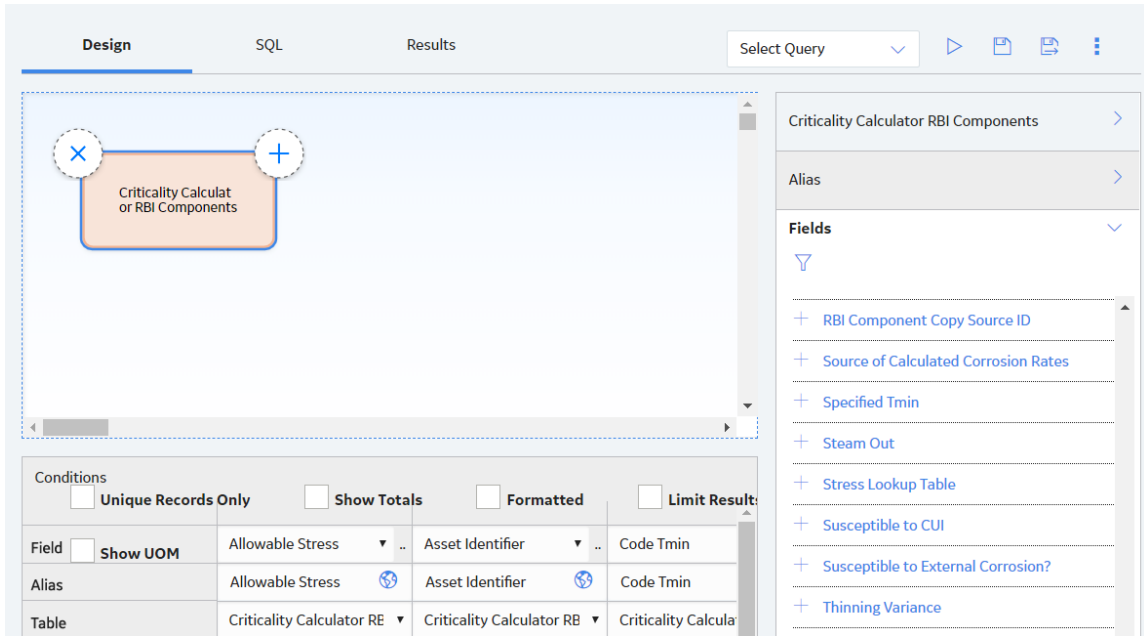 Design SQL Results Select Query
Criticality Calculator RBI Components
Criticality Calculat
or RBI Components
Alias
Fields
RBI Component Copy Source ID
Source of Calculated Corrosion Rates
Specified Tmin
Steam Out
Stress Lookup Table
Susceptible to CUI
Susceptible to External Corrosion?
Thinning Variance
Conditions
Unique Records Only Show Totals Formatted Limit Results
Field Show UOM Allowable Stress .. Asset Identifier .. Code Tmin
Alias Allowable Stress Asset Identifier Code Tmin
Table Criticality Calculator RE Criticality Calculator RB Criticality Calcula